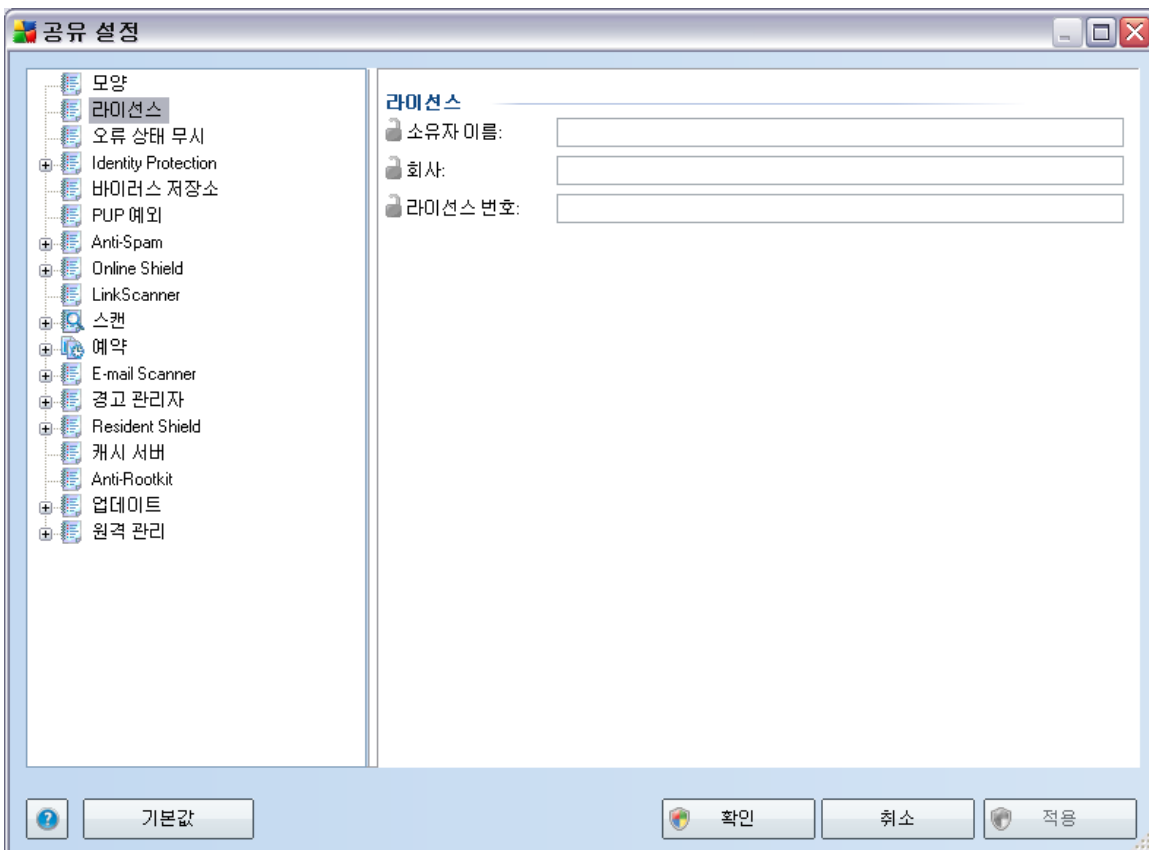 공유 설정
모양
라이선스
오류 상태 무시
Identity Protection
바이러스 저장소
PUP 예외
Anti-Spam
Online Shield
LinkScanner
스캔
예약
E-mail Scanner
경고 관리자
Resident Shield
캐시 서버
Anti-Rootkit
업데이트
원격 관리
라이선스
소유자 이름:
회사:
라이선스 번호:
기본값
확인
취소
적용